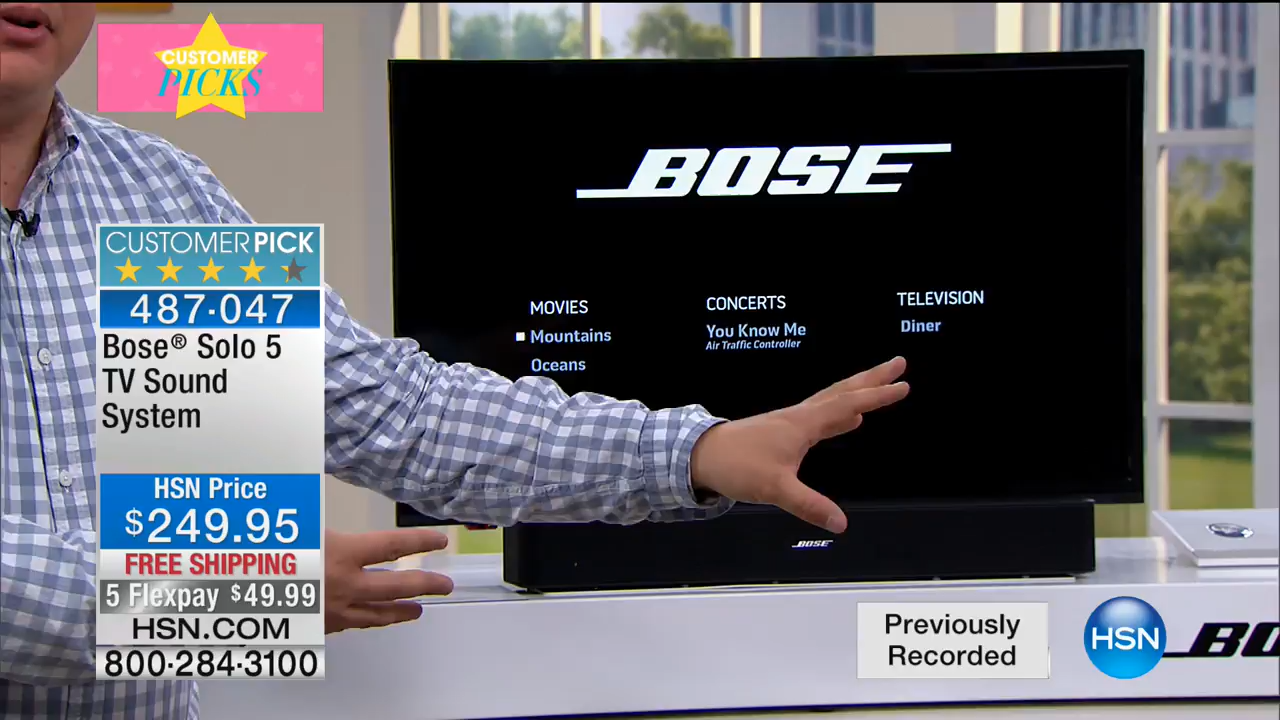 CUSTOMER
PICKS
CUSTOMERPICK
487·047
Bose® Solo 5
TV Sound
System
HSN Price
$249.95
FREE SHIPPING
5 Flexpay $49.99
HSN.COM
800·284·3100
BOSE
MOVIES
Mountains
Oceans
CONCERTS
You Know Me
Air Traffic Controller
TELEVISION
Diner
BOSE
Previously
Recorded
HSN
BO